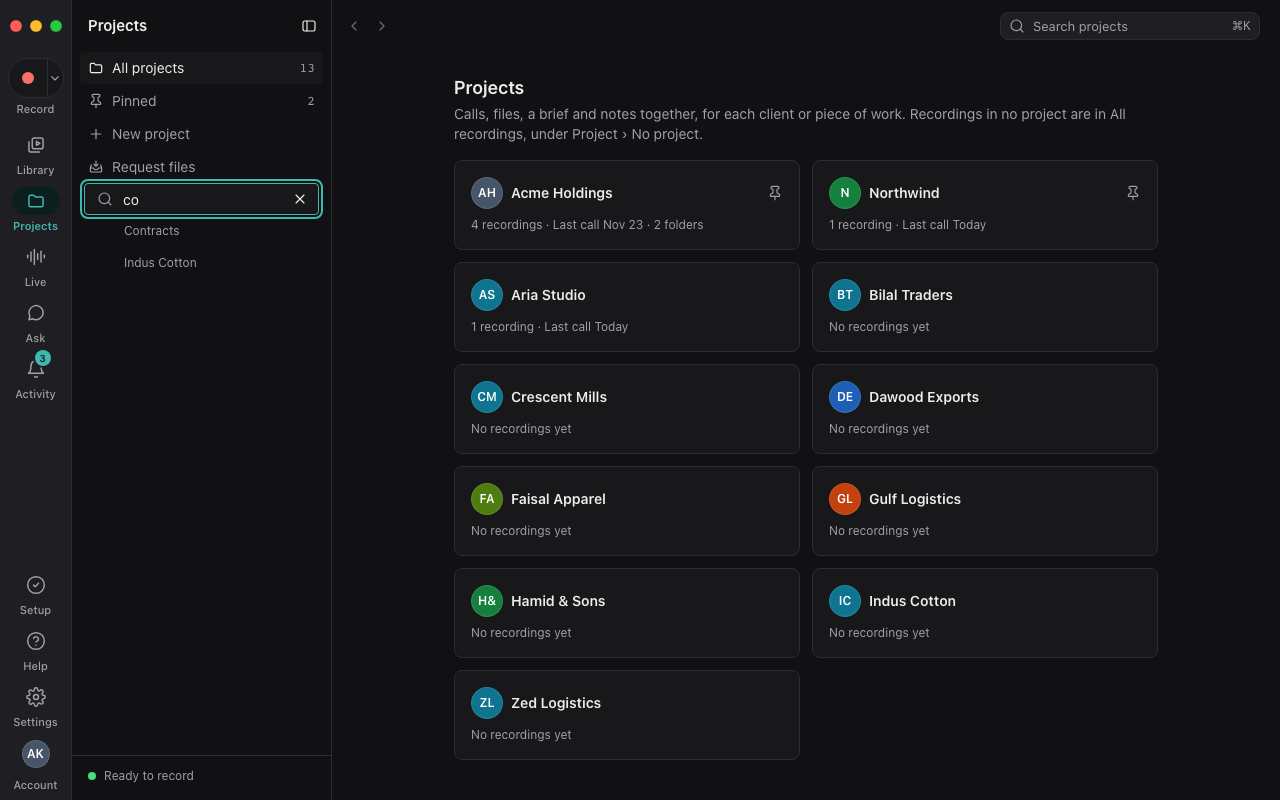 Projects
All projects 13
Pinned 2
New project
Request files
co
Contracts
Indus Cotton
Ready to record
Record
Library
Projects
Live
Ask
3
Activity
Setup
Help
Settings
AK
Account
Search projects ⌘K
Projects
Calls, files, a brief and notes together, for each client or piece of work. Recordings in no project are in All
recordings, under Project › No project.
AH Acme Holdings
4 recordings · Last call Nov 23 · 2 folders
N Northwind
1 recording · Last call Today
AS Aria Studio
1 recording · Last call Today
BT Bilal Traders
No recordings yet
CM Crescent Mills
No recordings yet
DE Dawood Exports
No recordings yet
FA Faisal Apparel
No recordings yet
GL Gulf Logistics
No recordings yet
H& Hamid & Sons
No recordings yet
IC Indus Cotton
No recordings yet
ZL Zed Logistics
No recordings yet